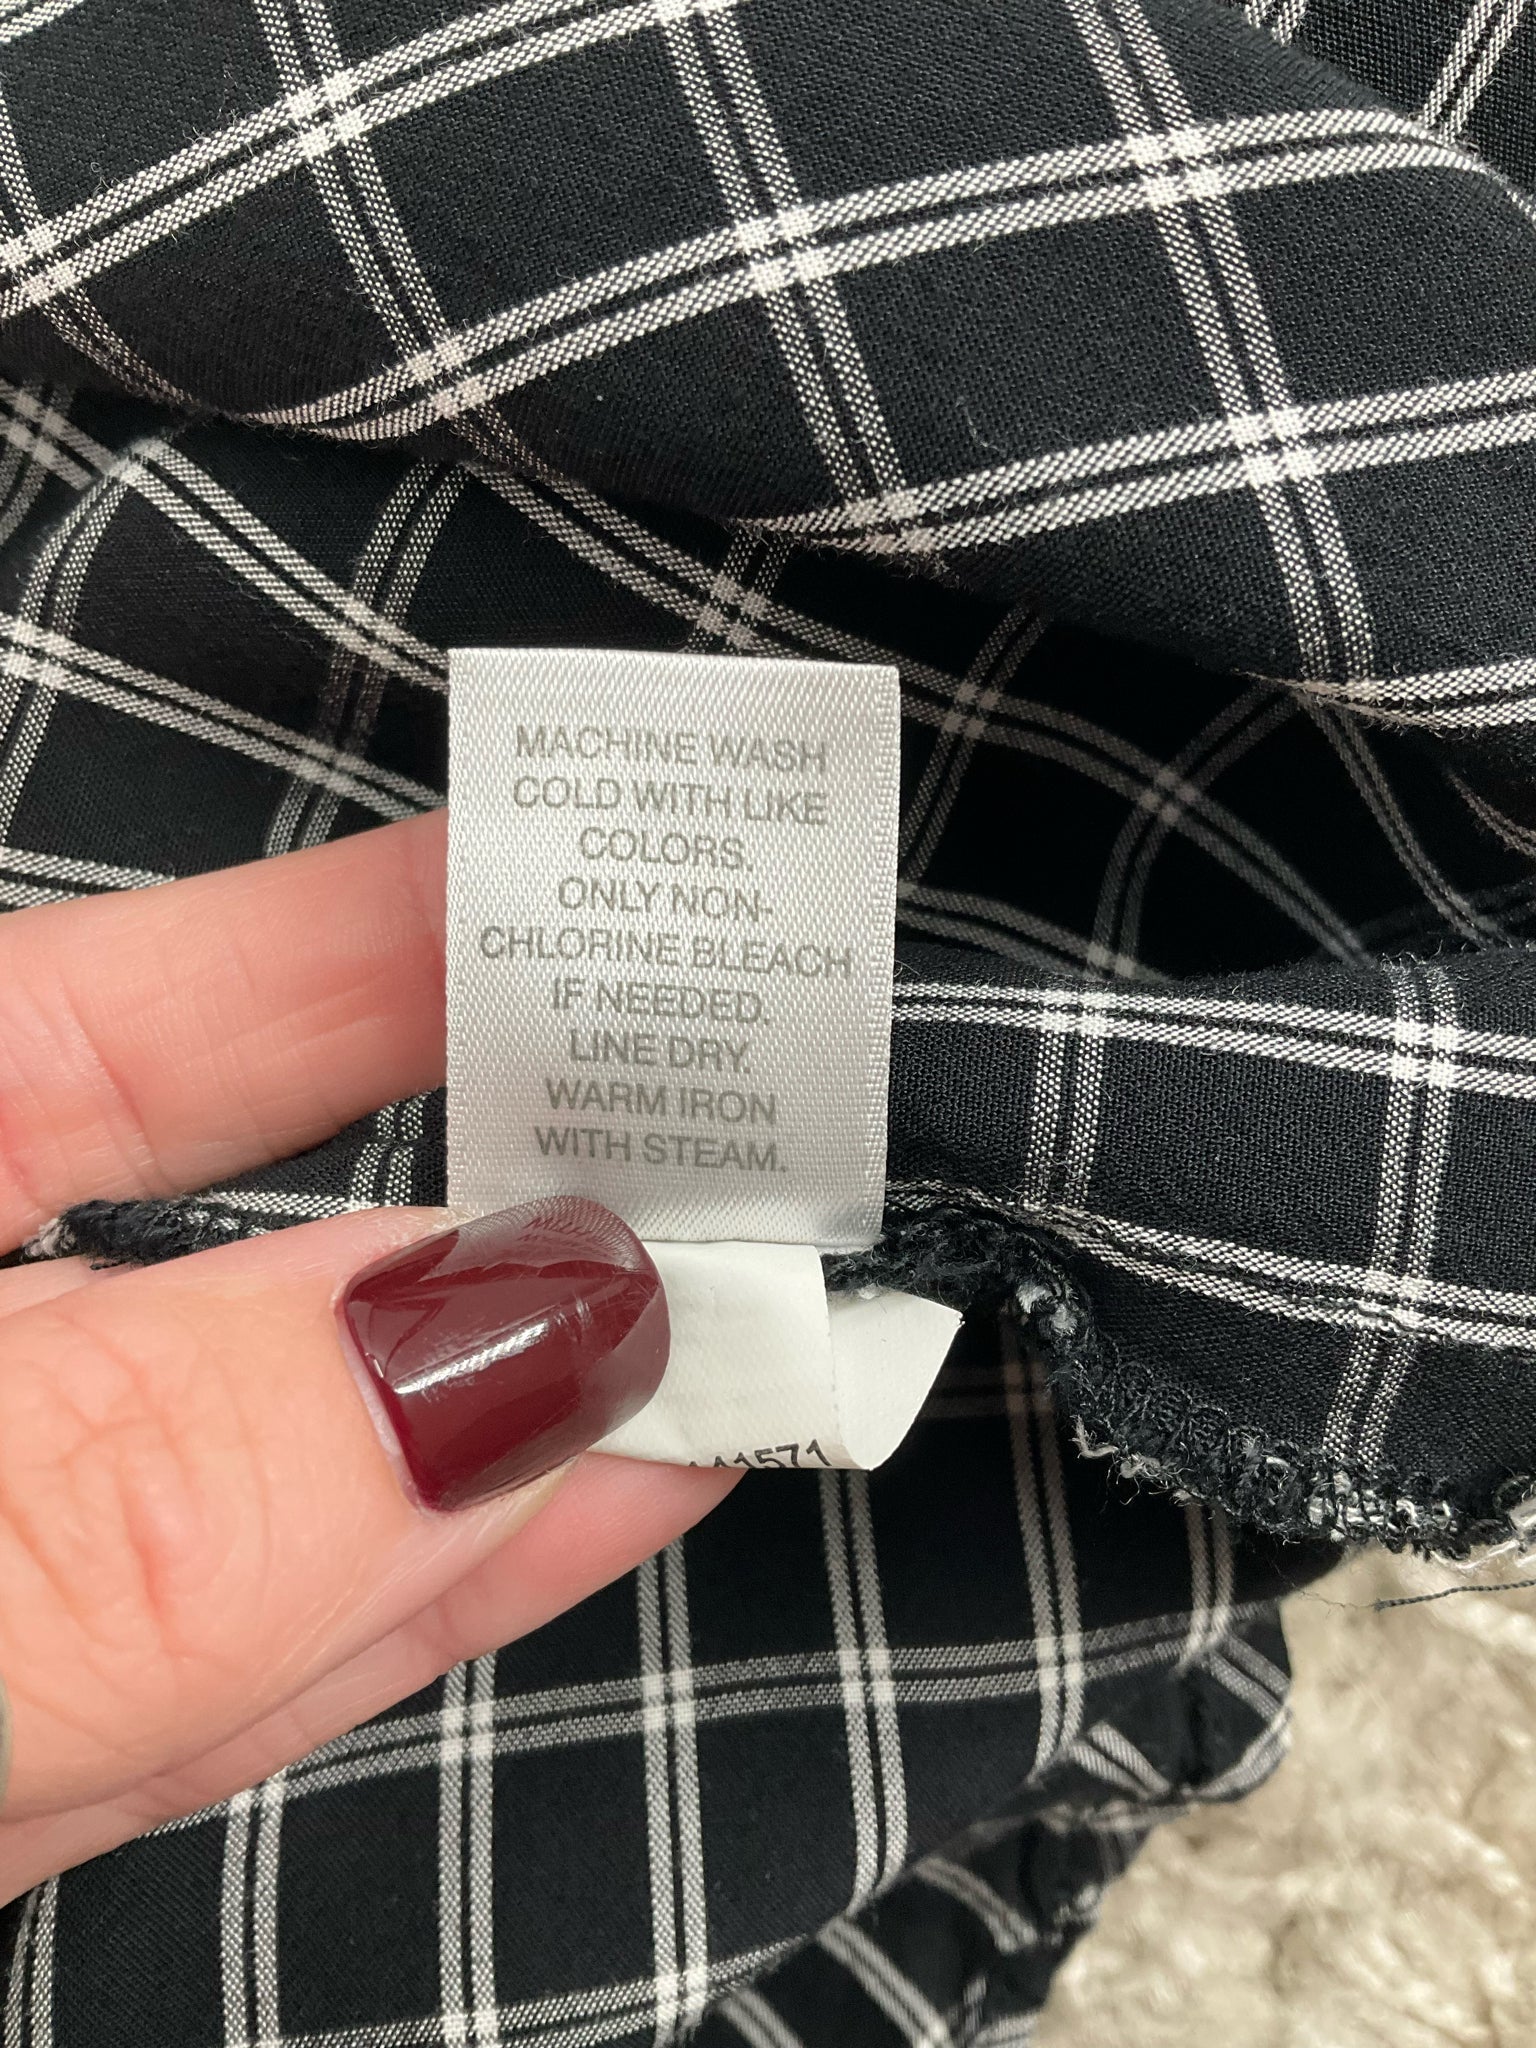 MACHINE WASH
COLD WITH LIKE
COLORS.
ONLY NON-
CHLORINE BLEACH
IF NEEDED.
LINE DRY.
WARM IRON
WITH STEAM.